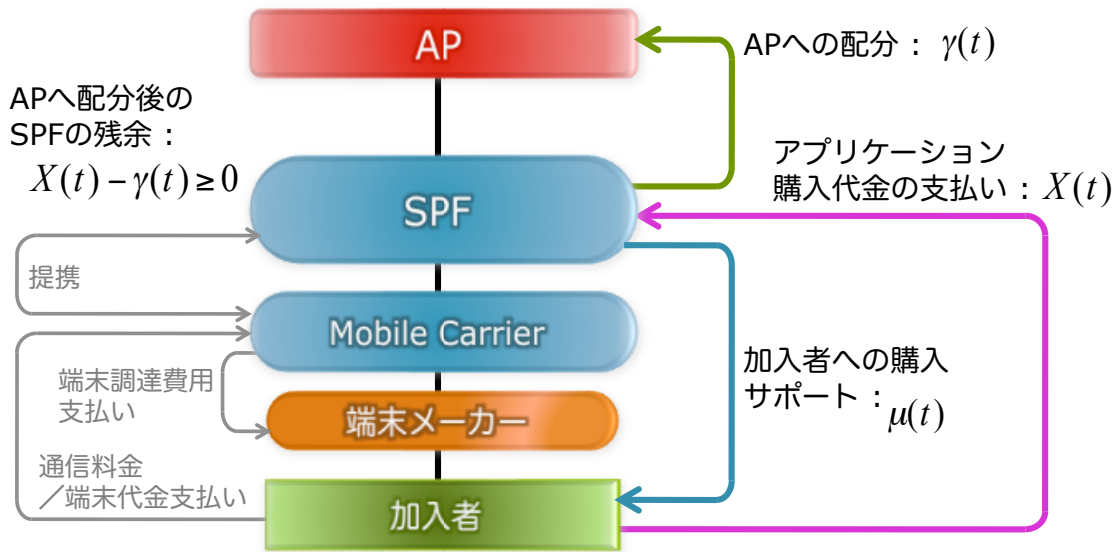 AP
APへの配分： γ(t)
APへ配分後の
SPFの残余：
X(t) − γ(t) ≥ 0
アプリケーション
購入代金の支払い：X(t)
SPF
提携
Mobile Carrier
加入者への購入
サポート：μ(t)
端末調達費用
支払い
端末メーカー
通信料金
／端末代金支払い
加入者